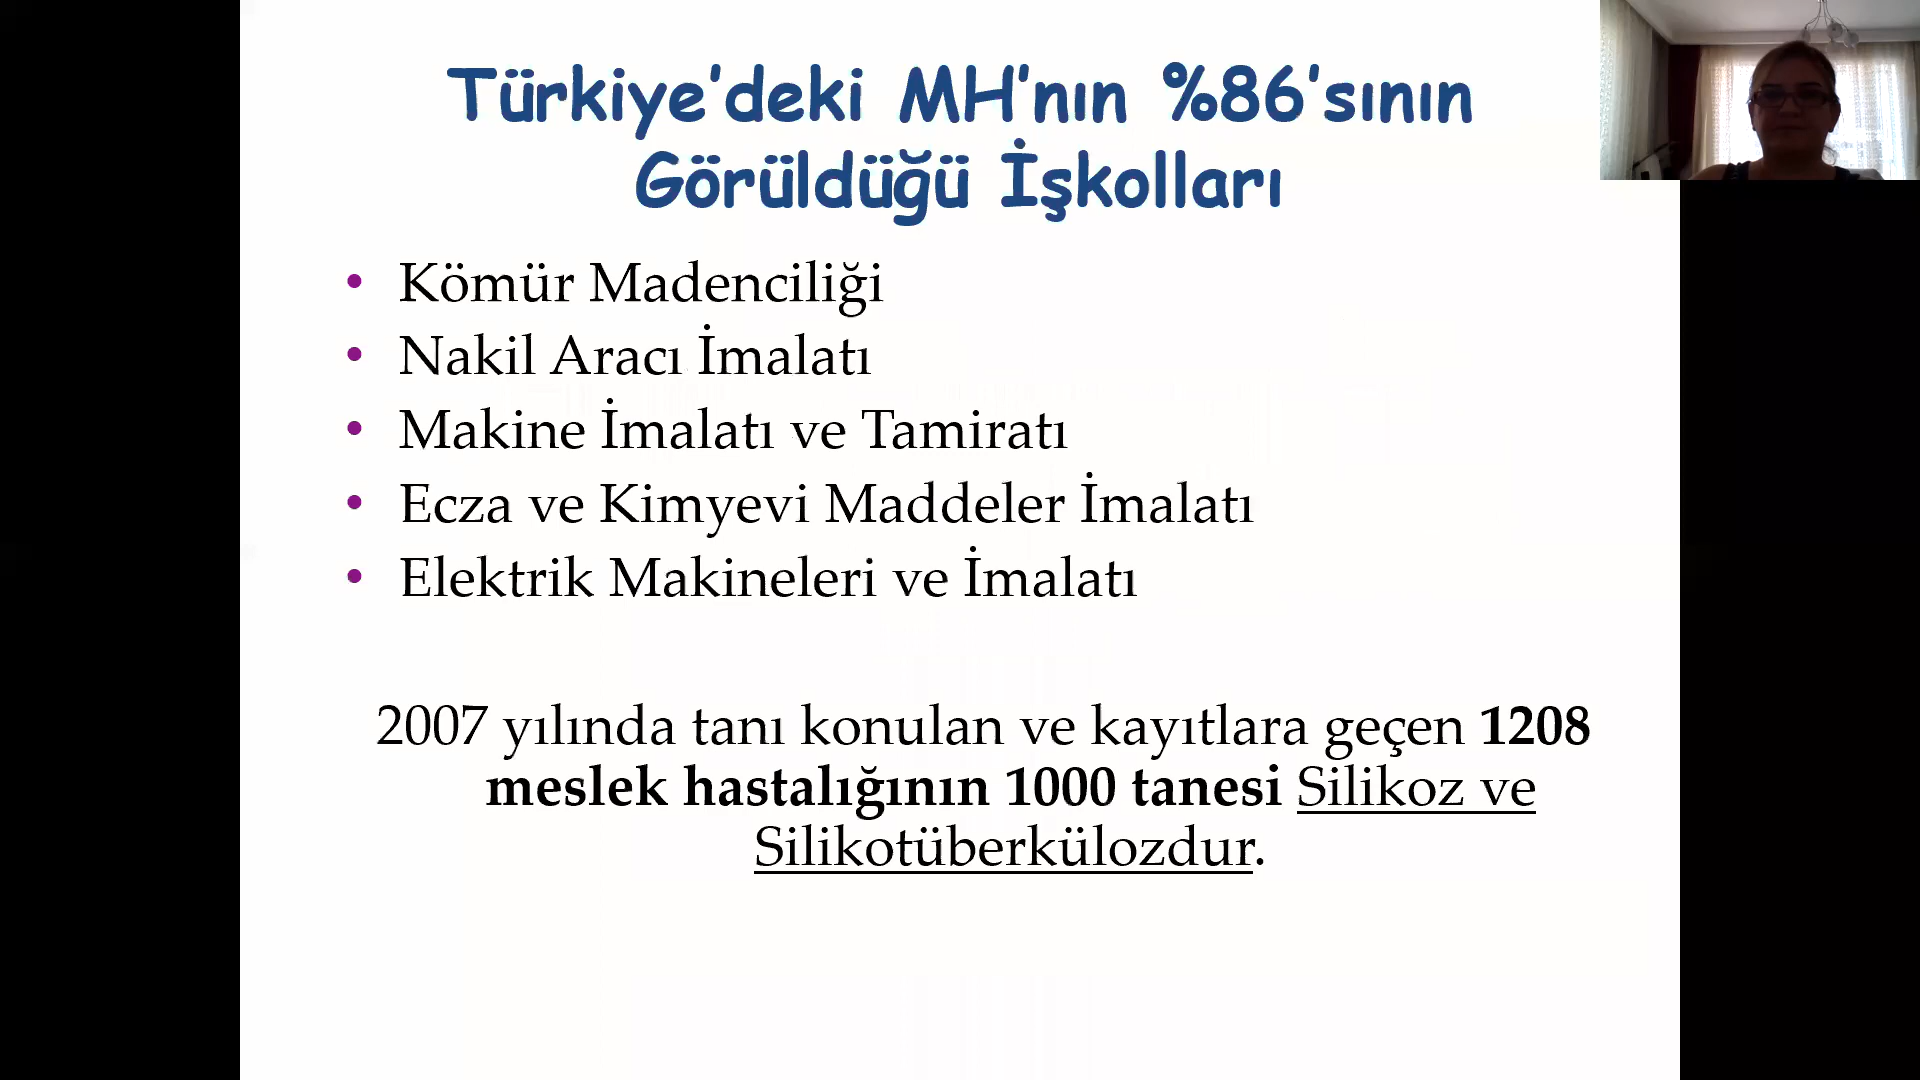 Türkiye'deki MH'nın %86'sının
Görüldüğü İşkolları
• Kömür Madenciliği
• Nakil Aracı İmalatı
• Makine İmalatı ve Tamiratı
• Ecza ve Kimyevi Maddeler İmalatı
• Elektrik Makineleri ve İmalatı
2007 yılında tanı konulan ve kayıtlara geçen 1208
meslek hastalığının 1000 tanesi Silikoz ve
Silikotüberkülozdur.